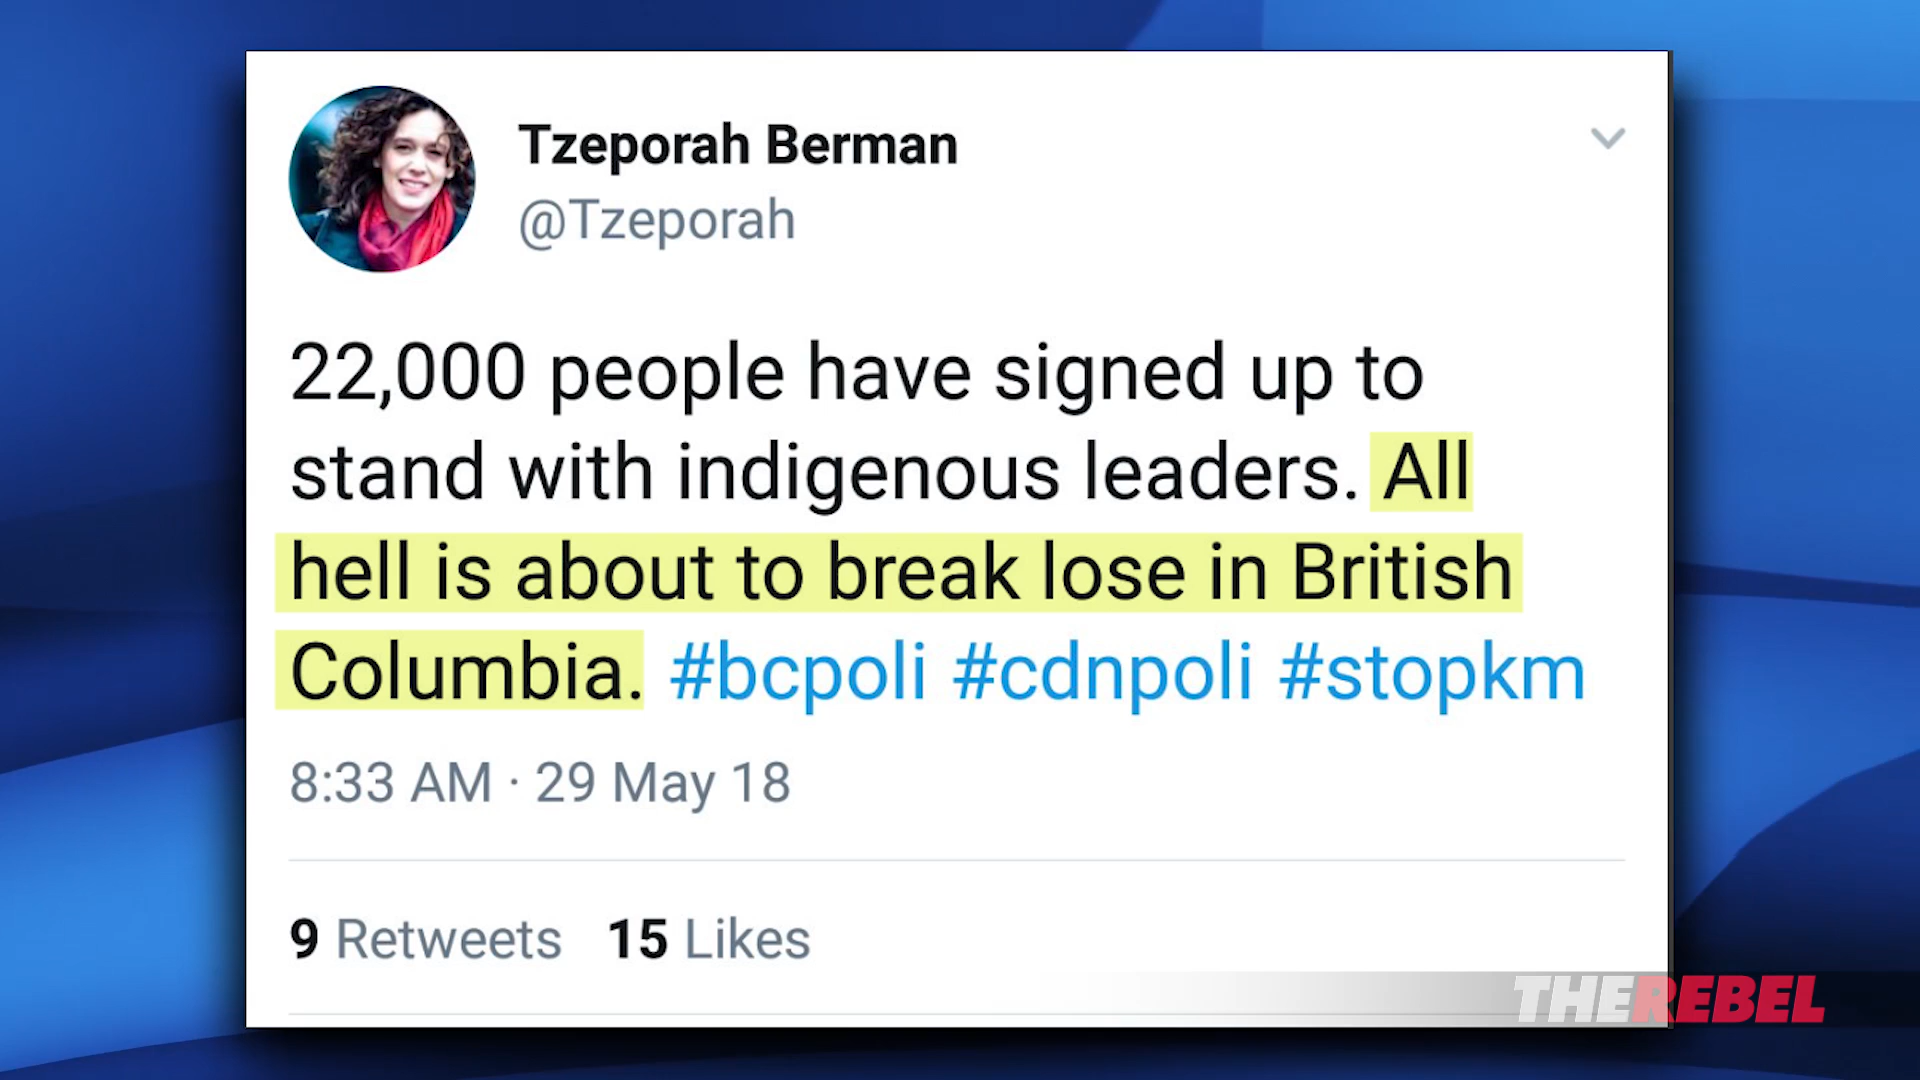 Tzeporah Berman
@Tzeporah
22,000 people have signed up to
stand with indigenous leaders. All
hell is about to break lose in British
Columbia. #bcpoli #cdnpoli #stopkm
8:33 AM · 29 May 18
9 Retweets 15 Likes
THEREBEL